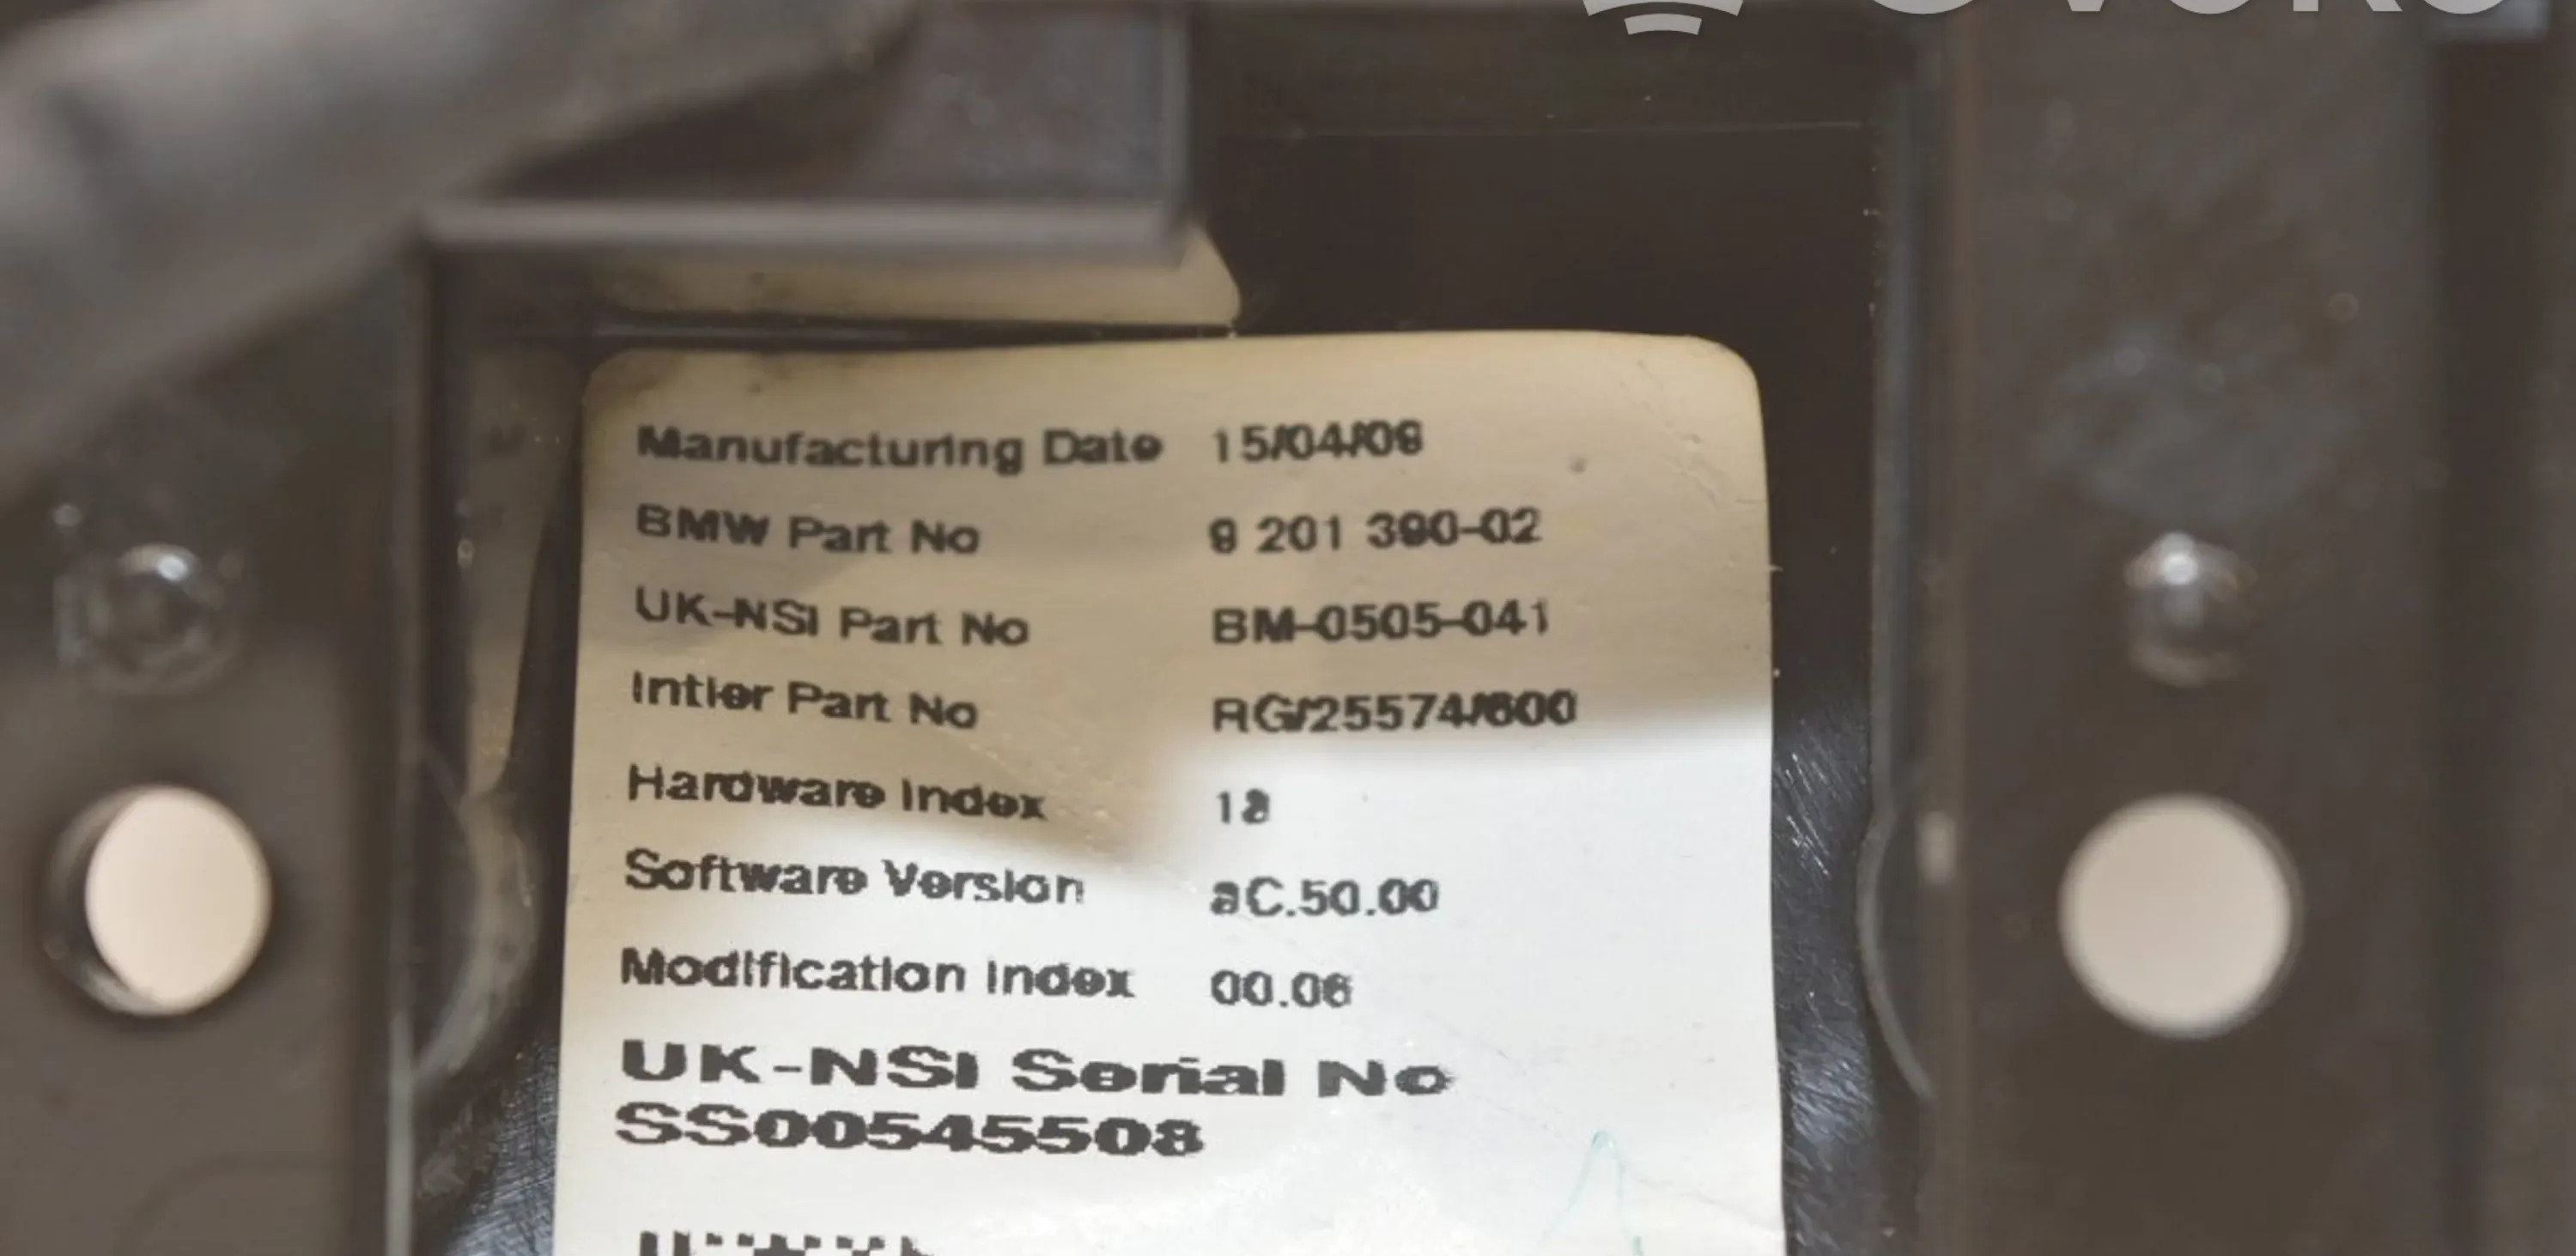 Manufacturing Date 15/04/09
BMW Part No 9 201 390-02
UK-NSI Part No BM-0505-041
Intier Part No RG/25574/600
Hardware Index
Software Version aC.50.00
Modification Index 00.06
UK-NSI Serial No
SS00545508